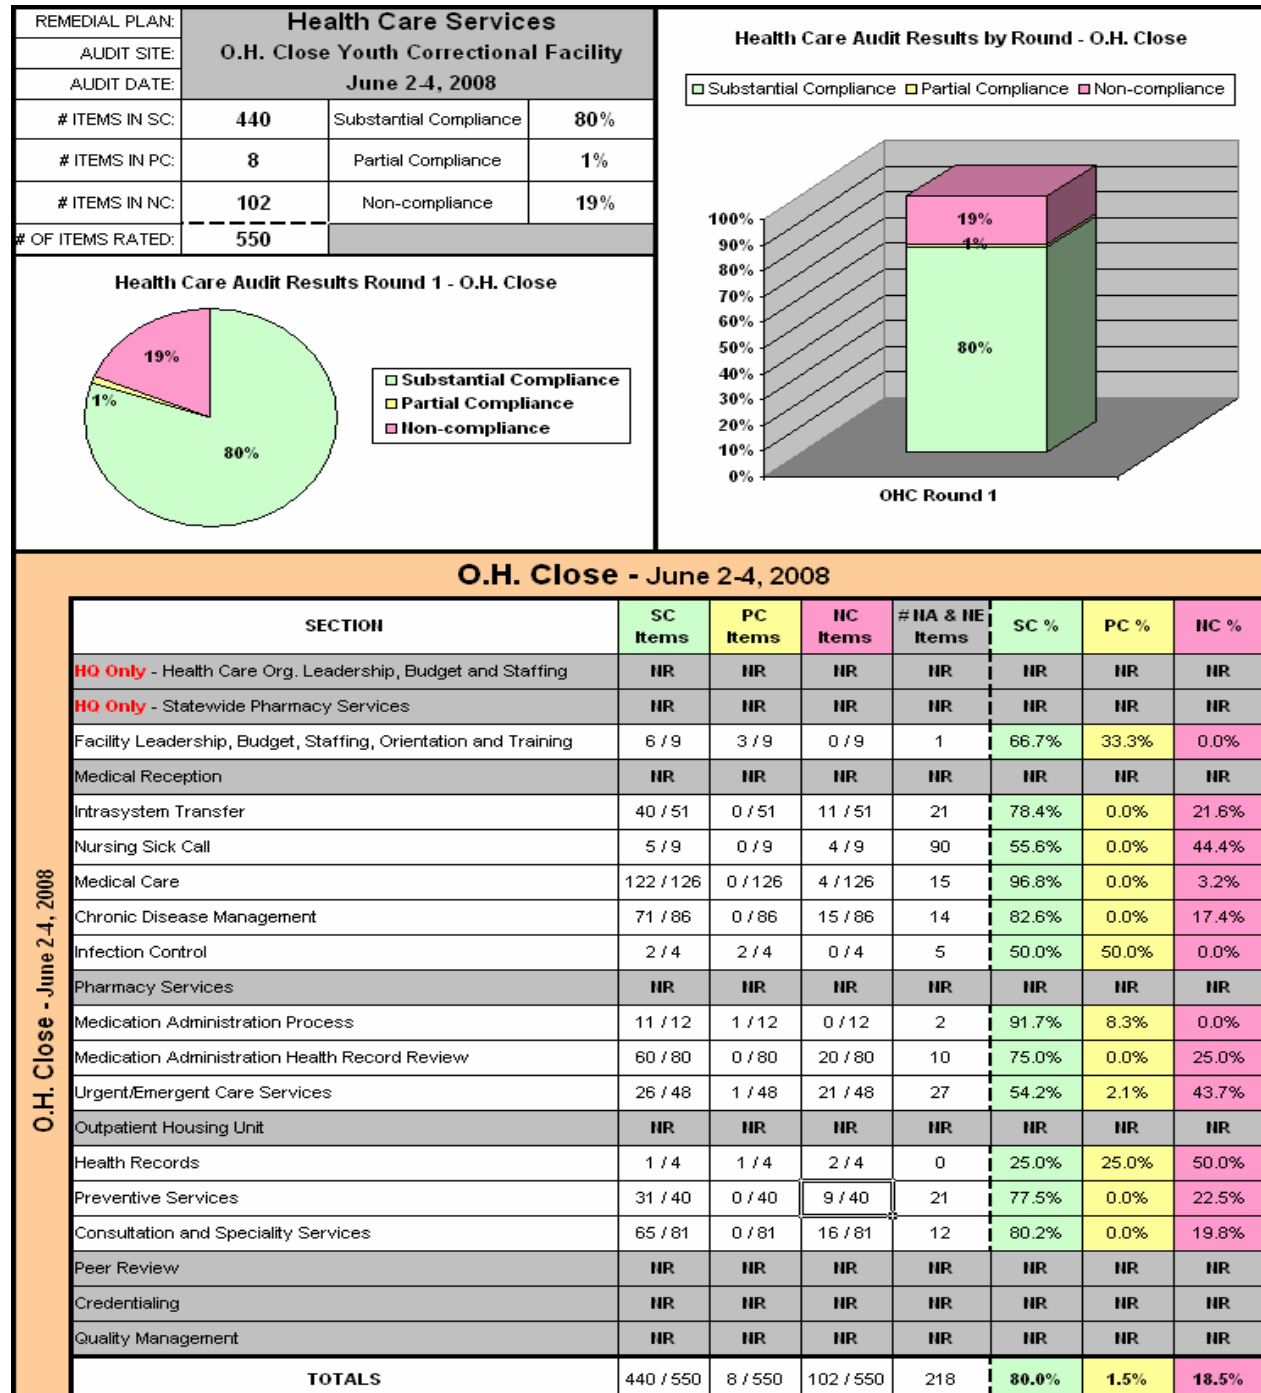 REMEDIAL PLAN: Health Care Services
AUDIT SITE: O.H. Close Youth Correctional Facility
AUDIT DATE: June 2-4, 2008
# ITEMS IN SC: 440 Substantial Compliance 80%
# ITEMS IN PC: 8 Partial Compliance 1%
# ITEMS IN NC: 102 Non-compliance 19%
# OF ITEMS RATED: 550
Health Care Audit Results Round 1 - O.H. Close
19%
1%
80%
Substantial Compliance
Partial Compliance
Non-compliance
Health Care Audit Results by Round - O.H. Close
Substantial Compliance Partial Compliance Non-compliance
100%
90%
80%
70%
60%
50%
40%
30%
20%
10%
0%
19%
1%
80%
OHC Round 1
O.H. Close - June 2-4, 2008
O.H. Close - June 2-4, 2008
SECTION SC Items PC Items NC Items # NA & NE Items SC % PC % NC %
HQ Only - Health Care Org. Leadership, Budget and Staffing NR NR NR NR NR NR NR
HQ Only - Statewide Pharmacy Services NR NR NR NR NR NR NR
Facility Leadership, Budget, Staffing, Orientation and Training 6 / 9 3 / 9 0 / 9 1 66.7% 33.3% 0.0%
Medical Reception NR NR NR NR NR NR NR
Intrasystem Transfer 40 / 51 0 / 51 11 / 51 21 78.4% 0.0% 21.6%
Nursing Sick Call 5 / 9 0 / 9 4 / 9 90 55.6% 0.0% 44.4%
Medical Care 122 / 126 0 / 126 4 / 126 15 96.8% 0.0% 3.2%
Chronic Disease Management 71 / 86 0 / 86 15 / 86 14 82.6% 0.0% 17.4%
Infection Control 2 / 4 2 / 4 0 / 4 5 50.0% 50.0% 0.0%
Pharmacy Services NR NR NR NR NR NR NR
Medication Administration Process 11 / 12 1 / 12 0 / 12 2 91.7% 8.3% 0.0%
Medication Administration Health Record Review 60 / 80 0 / 80 20 / 80 10 75.0% 0.0% 25.0%
Urgent/Emergent Care Services 26 / 48 1 / 48 21 / 48 27 54.2% 2.1% 43.7%
Outpatient Housing Unit NR NR NR NR NR NR NR
Health Records 1 / 4 1 / 4 2 / 4 0 25.0% 25.0% 50.0%
Preventive Services 31 / 40 0 / 40 9 / 40 21 77.5% 0.0% 22.5%
Consultation and Speciality Services 65 / 81 0 / 81 16 / 81 12 80.2% 0.0% 19.8%
Peer Review NR NR NR NR NR NR NR
Credentialing NR NR NR NR NR NR NR
Quality Management NR NR NR NR NR NR NR
TOTALS 440 / 550 8 / 550 102 / 550 218 80.0% 1.5% 18.5%